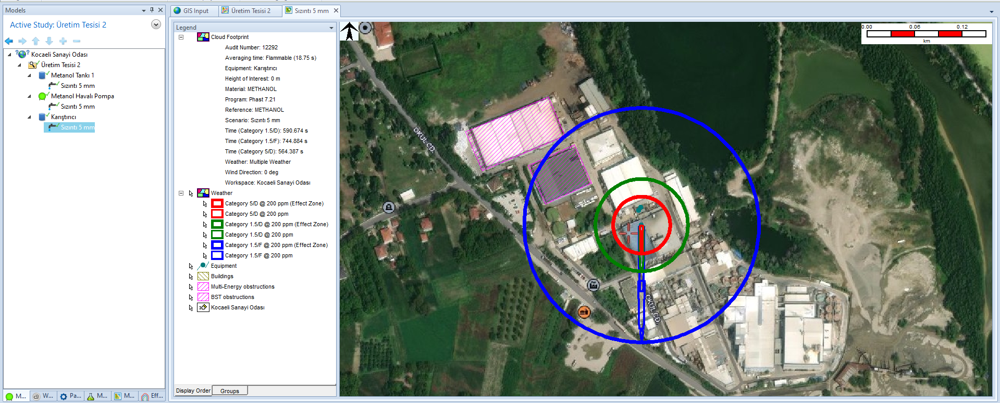 Models
Active Study: Üretim Tesisi 2
Kocaeli Sanayi Odası
Üretim Tesisi 2
Metanol Tankı 1
Sızıntı 5 mm
Metanol Havalı Pompa
Sızıntı 5 mm
Karıştırıcı
Sızıntı 5 mm
M...
W...
Pa...
M...
M...
Eff...
GIS Input
Üretim Tesisi 2
Sızıntı 5 mm
Legend
Cloud Footprint
Audit Number: 12292
Averaging time: Flammable (18.75 s)
Equipment: Karıştırıcı
Height of Interest: 0 m
Material: METHANOL
Program: Phast 7.21
Reference: METHANOL
Scenario: Sızıntı 5 mm
Time (Category 1.5/D): 590.674 s
Time (Category 1.5/F): 744.884 s
Time (Category 5/D): 564.387 s
Weather: Multiple Weather
Wind Direction: 0 deg
Workspace: Kocaeli Sanayi Odası
Weather
Category 5/D @ 200 ppm (Effect Zone)
Category 5/D @ 200 ppm
Category 1.5/D @ 200 ppm (Effect Zone)
Category 1.5/D @ 200 ppm
Category 1.5/F @ 200 ppm (Effect Zone)
Category 1.5/F @ 200 ppm
Equipment
Buildings
Multi-Energy obstructions
BST obstructions
Kocaeli Sanayi Odası
Display Order
Groups
0.00 0.06 0.12
km
OKUL CD.
OKUL CD.